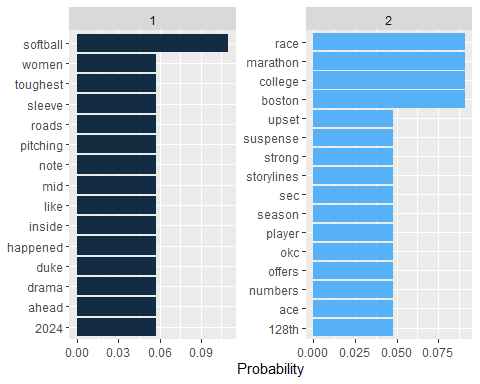 1
softball
women
toughest
sleeve
roads
pitching
note
mid
like
inside
happened
duke
drama
ahead
2024
0.00 0.03 0.06 0.09
2
race
marathon
college
boston
upset
suspense
strong
storylines
sec
season
player
okc
offers
numbers
ace
128th
0.000 0.025 0.050 0.075
Probability